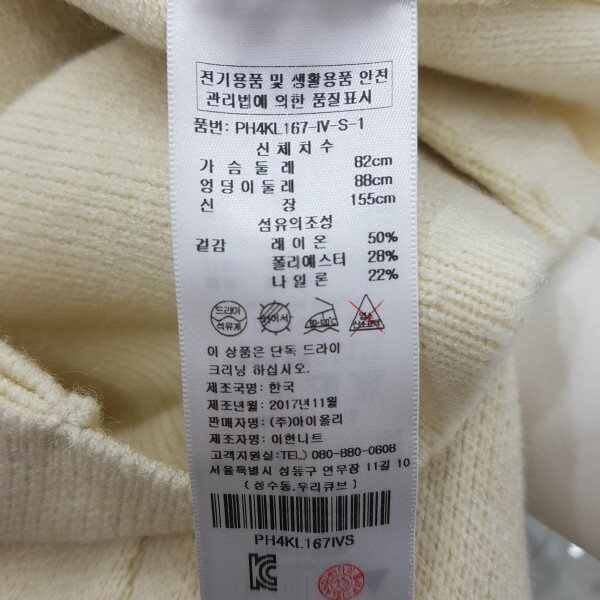 전기용품 및 생활용품 안전
관리법에 의한 품질표시
품번: PH4KL167-IV-S-1
신체치수
가슴둘레 82cm
엉덩이둘레 88cm
신장 155cm
섬유의조성
겉감 레이온 50%
폴리에스터 28%
나일론 22%
드라이
석유계
이 상품은 단독 드라이
크리닝 하십시오.
제조국명: 한국
제조년월: 2017년11월
판매자명: (주)아이올리
제조자명: 이현니트
고객지원실: TEL) 080-880-0608
서울특별시 성동구 연무장 11길 10
(성수동,우리큐브)
PH4KL167IVS